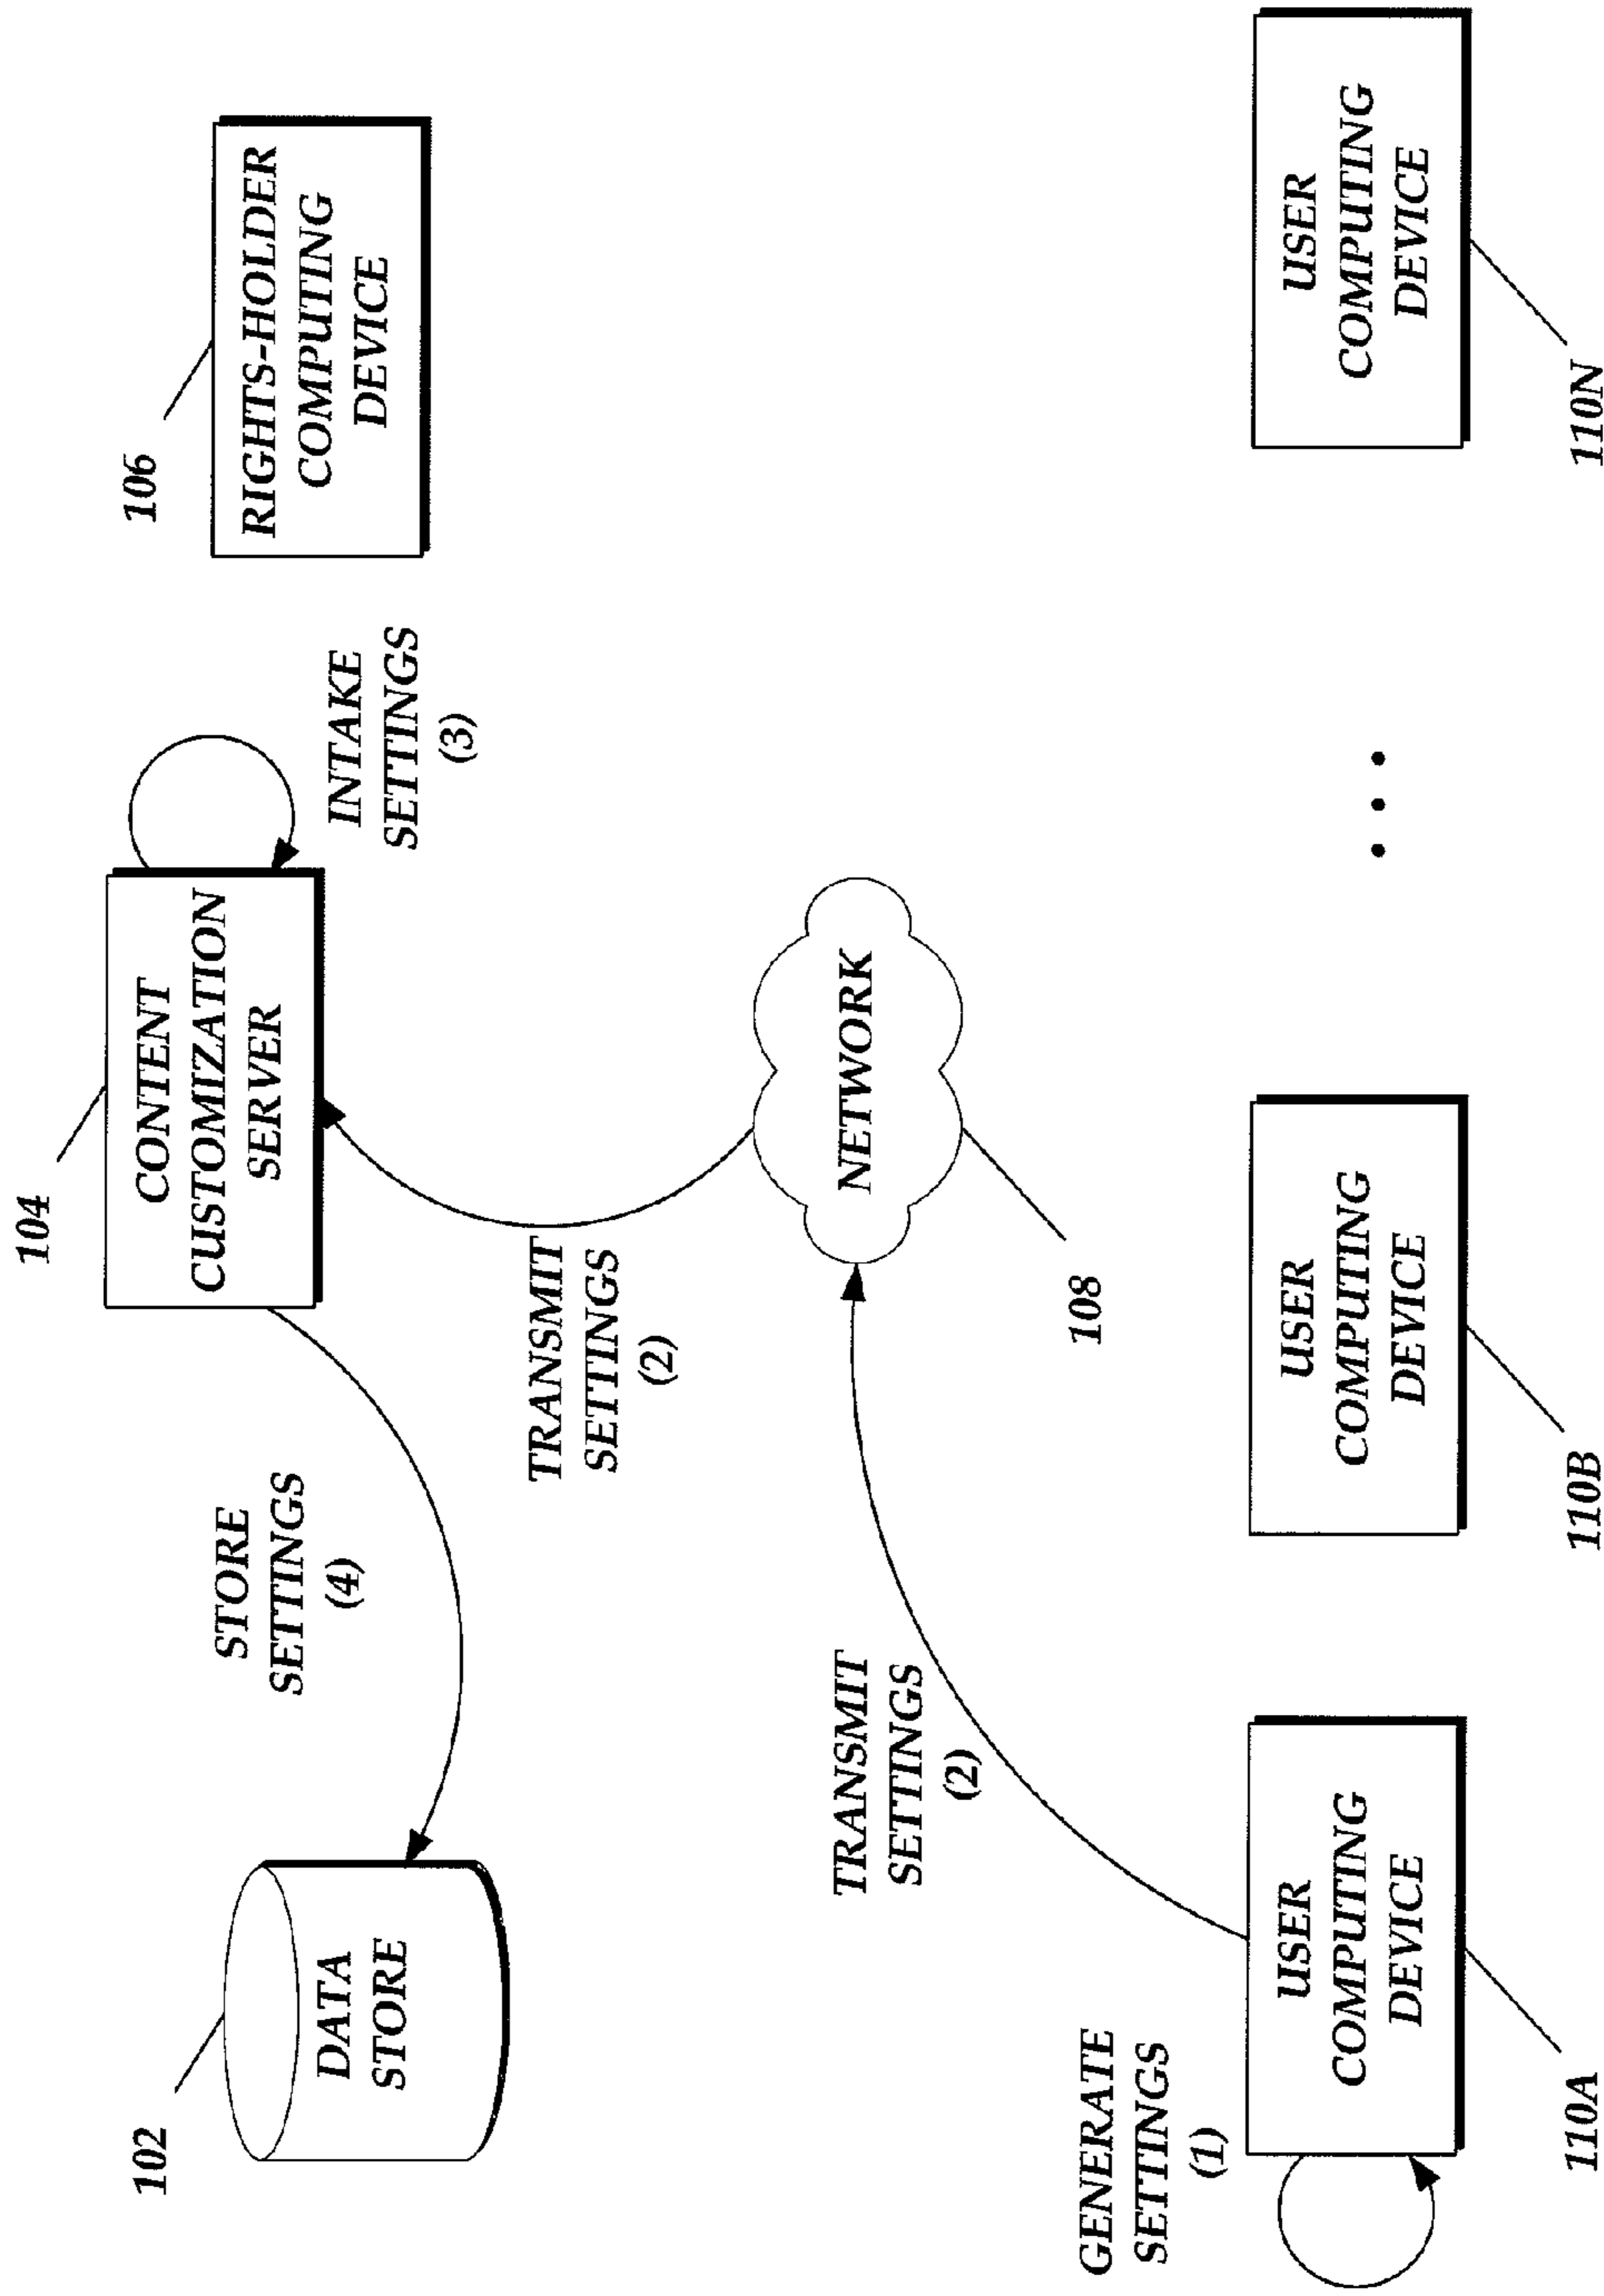 104
CONTENT
CUSTOMIZATION
SERVER
106
RIGHTS-HOLDER
COMPUTING
DEVICE
102
DATA
STORE
STORE
SETTINGS
(4)
INTAKE
SETTINGS
(3)
TRANSMIT
SETTINGS
(2)
NETWORK
108
TRANSMIT
SETTINGS
(2)
GENERATE
SETTINGS
(1)
USER
COMPUTING
DEVICE
110A
USER
COMPUTING
DEVICE
110B
• • •
USER
COMPUTING
DEVICE
110N